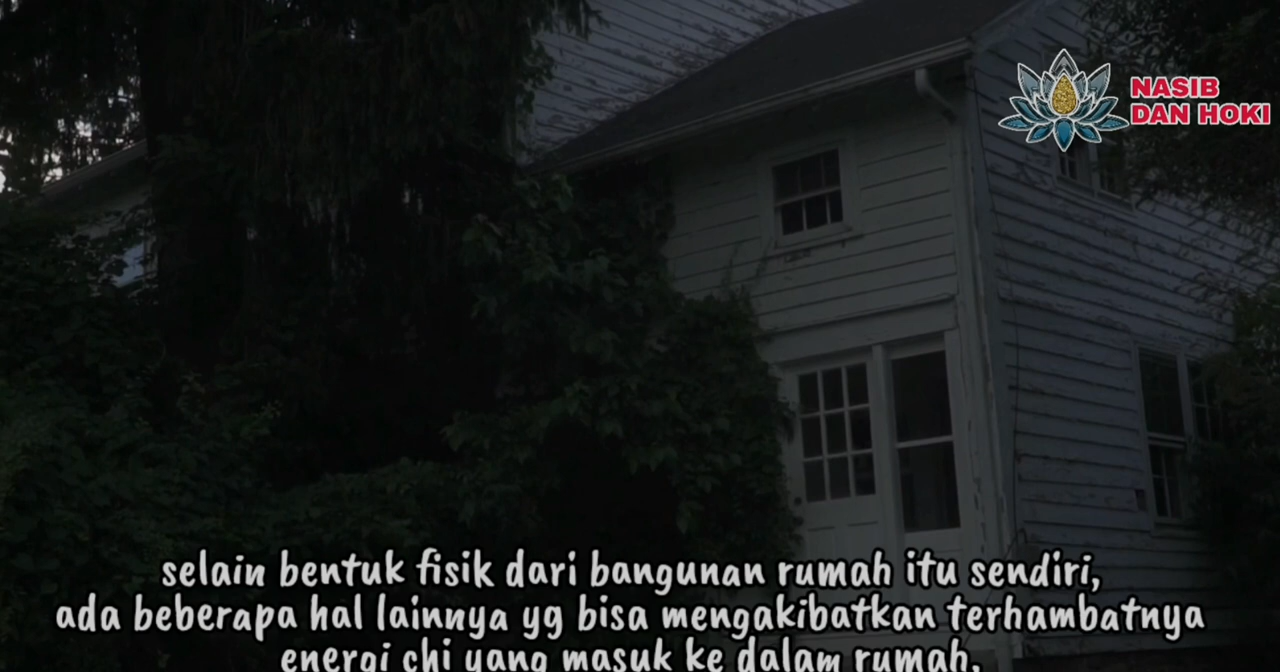 NASIB
DAN HOKI
selain bentuk fisik dari bangunan rumah itu sendiri,
ada beberapa hal lainnya yg bisa mengakibatkan terhambatnya
energi chi yang masuk ke dalam rumah.